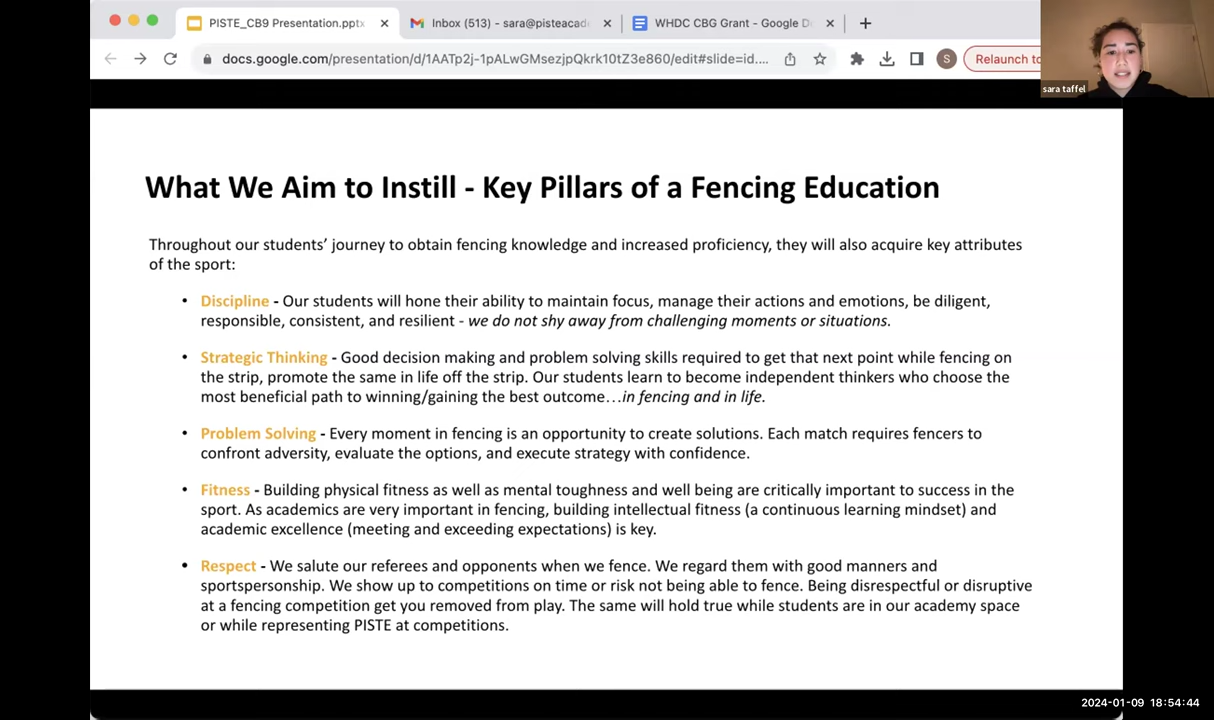 PISTE_CB9 Presentation.pptx
Inbox (513) - sara@pisteacade
WHDC CBG Grant - Google D
docs.google.com/presentation/d/1AATp2j-1pALwGMsezjpQkrk10tZ3e860/edit#slide=id....
S
Relaunch to
sara taffel
What We Aim to Instill - Key Pillars of a Fencing Education
Throughout our students’ journey to obtain fencing knowledge and increased proficiency, they will also acquire key attributes
of the sport:
• Discipline - Our students will hone their ability to maintain focus, manage their actions and emotions, be diligent,
responsible, consistent, and resilient - we do not shy away from challenging moments or situations.
• Strategic Thinking - Good decision making and problem solving skills required to get that next point while fencing on
the strip, promote the same in life off the strip. Our students learn to become independent thinkers who choose the
most beneficial path to winning/gaining the best outcome…in fencing and in life.
• Problem Solving - Every moment in fencing is an opportunity to create solutions. Each match requires fencers to
confront adversity, evaluate the options, and execute strategy with confidence.
• Fitness - Building physical fitness as well as mental toughness and well being are critically important to success in the
sport. As academics are very important in fencing, building intellectual fitness (a continuous learning mindset) and
academic excellence (meeting and exceeding expectations) is key.
• Respect - We salute our referees and opponents when we fence. We regard them with good manners and
sportspersonship. We show up to competitions on time or risk not being able to fence. Being disrespectful or disruptive
at a fencing competition get you removed from play. The same will hold true while students are in our academy space
or while representing PISTE at competitions.
2024-01-09 18:54:44